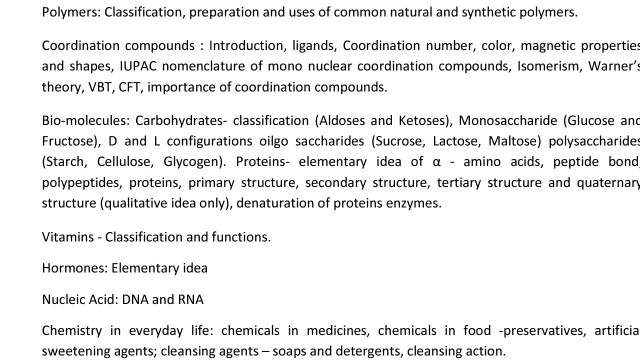 Polymers: Classification, preparation and uses of common natural and synthetic polymers.
Coordination compounds : Introduction, ligands, Coordination number, color, magnetic properties
and shapes, IUPAC nomenclature of mono nuclear coordination compounds, Isomerism, Warner's
theory, VBT, CFT, importance of coordination compounds.
Bio-molecules: Carbohydrates- classification (Aldoses and Ketoses), Monosaccharide (Glucose and
Fructose), D and L configurations oilgo saccharides (Sucrose, Lactose, Maltose) polysaccharides
(Starch, Cellulose, Glycogen). Proteins- elementary idea of α - amino acids, peptide bond,
polypeptides, proteins, primary structure, secondary structure, tertiary structure and quaternary
structure (qualitative idea only), denaturation of proteins enzymes.
Vitamins - Classification and functions.
Hormones: Elementary idea
Nucleic Acid: DNA and RNA
Chemistry in everyday life: chemicals in medicines, chemicals in food -preservatives, artificia
sweetening agents; cleansing agents – soaps and detergents, cleansing action.